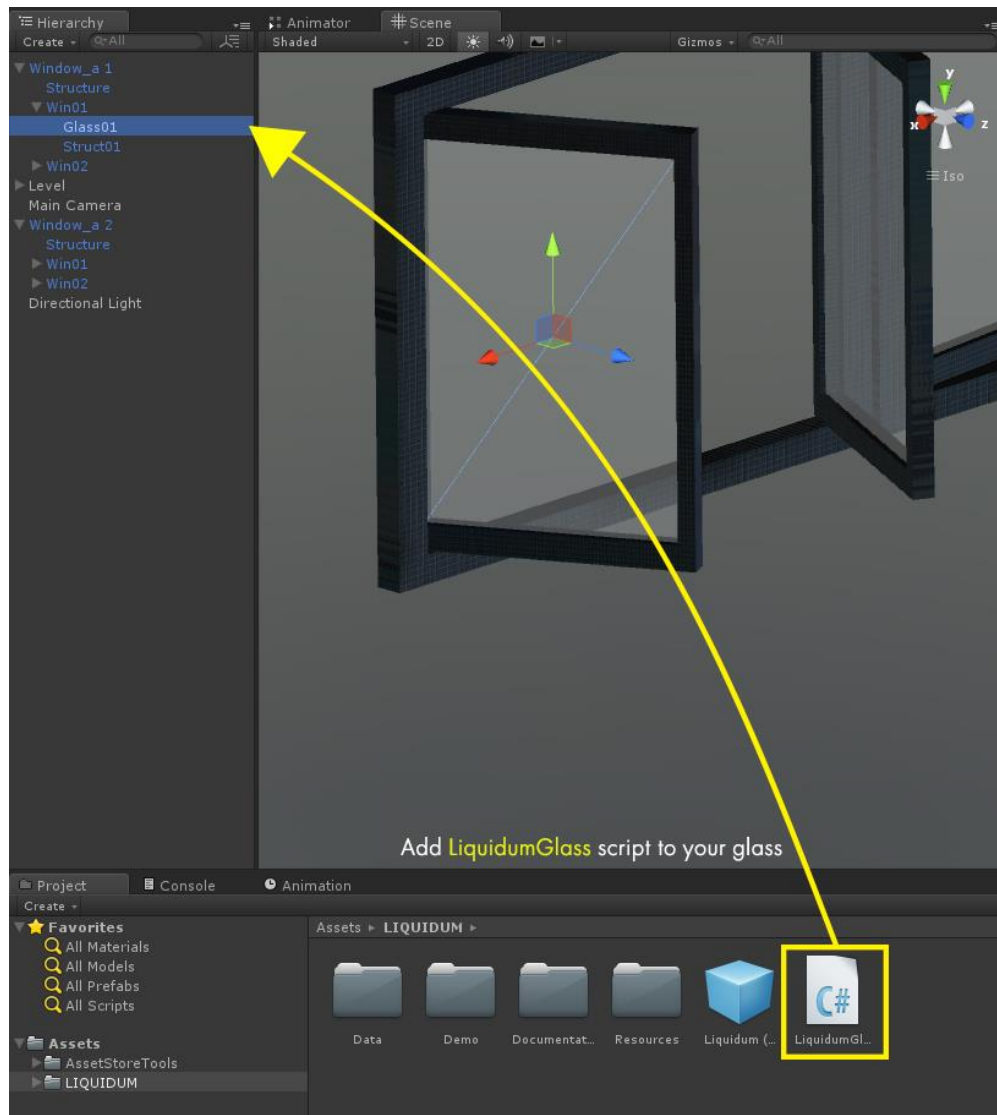 Hierarchy
Create
All
Window_a 1
Structure
Win01
Glass01
Struct01
Win02
Level
Main Camera
Window_a 2
Structure
Win01
Win02
Directional Light
Animator
Scene
Shaded
2D
Gizmos
All
y
x
z
Iso
Add LiquidumGlass script to your glass
Project
Console
Animation
Create
Favorites
All Materials
All Models
All Prefabs
All Scripts
Assets
AssetStoreTools
LIQUIDUM
Assets LIQUIDUM
C#
Data
Demo
Documentat...
Resources
Liquidum (...
LiquidumGl...